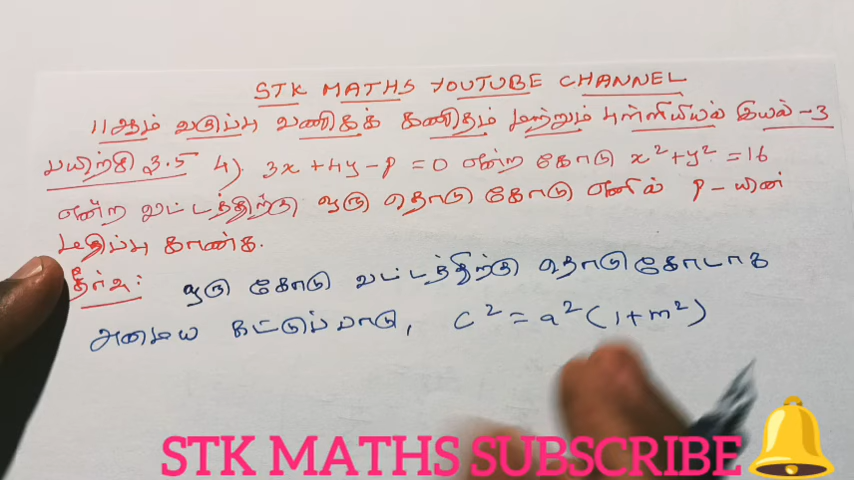 STK MATHS YOUTUBE CHANNEL
11ஆம் வகுப்பு வணிகக் கணிதம் மற்றும் புள்ளியியல் இயல் -3
பயிற்சி 3.5 4). 3x+4y-P=0 என்ற கோடு x²+y²=16
என்ற வட்டத்திற்கு ஒரு தொடு கோடு எனில் P-யின்
மதிப்பு காண்க.
தீர்வு: ஒரு கோடு வட்டத்திற்கு தொடுகோடாக
அமைய கட்டுப்பாடு, c²=a²(1+m²)
STK MATHS SUBSCRIBE